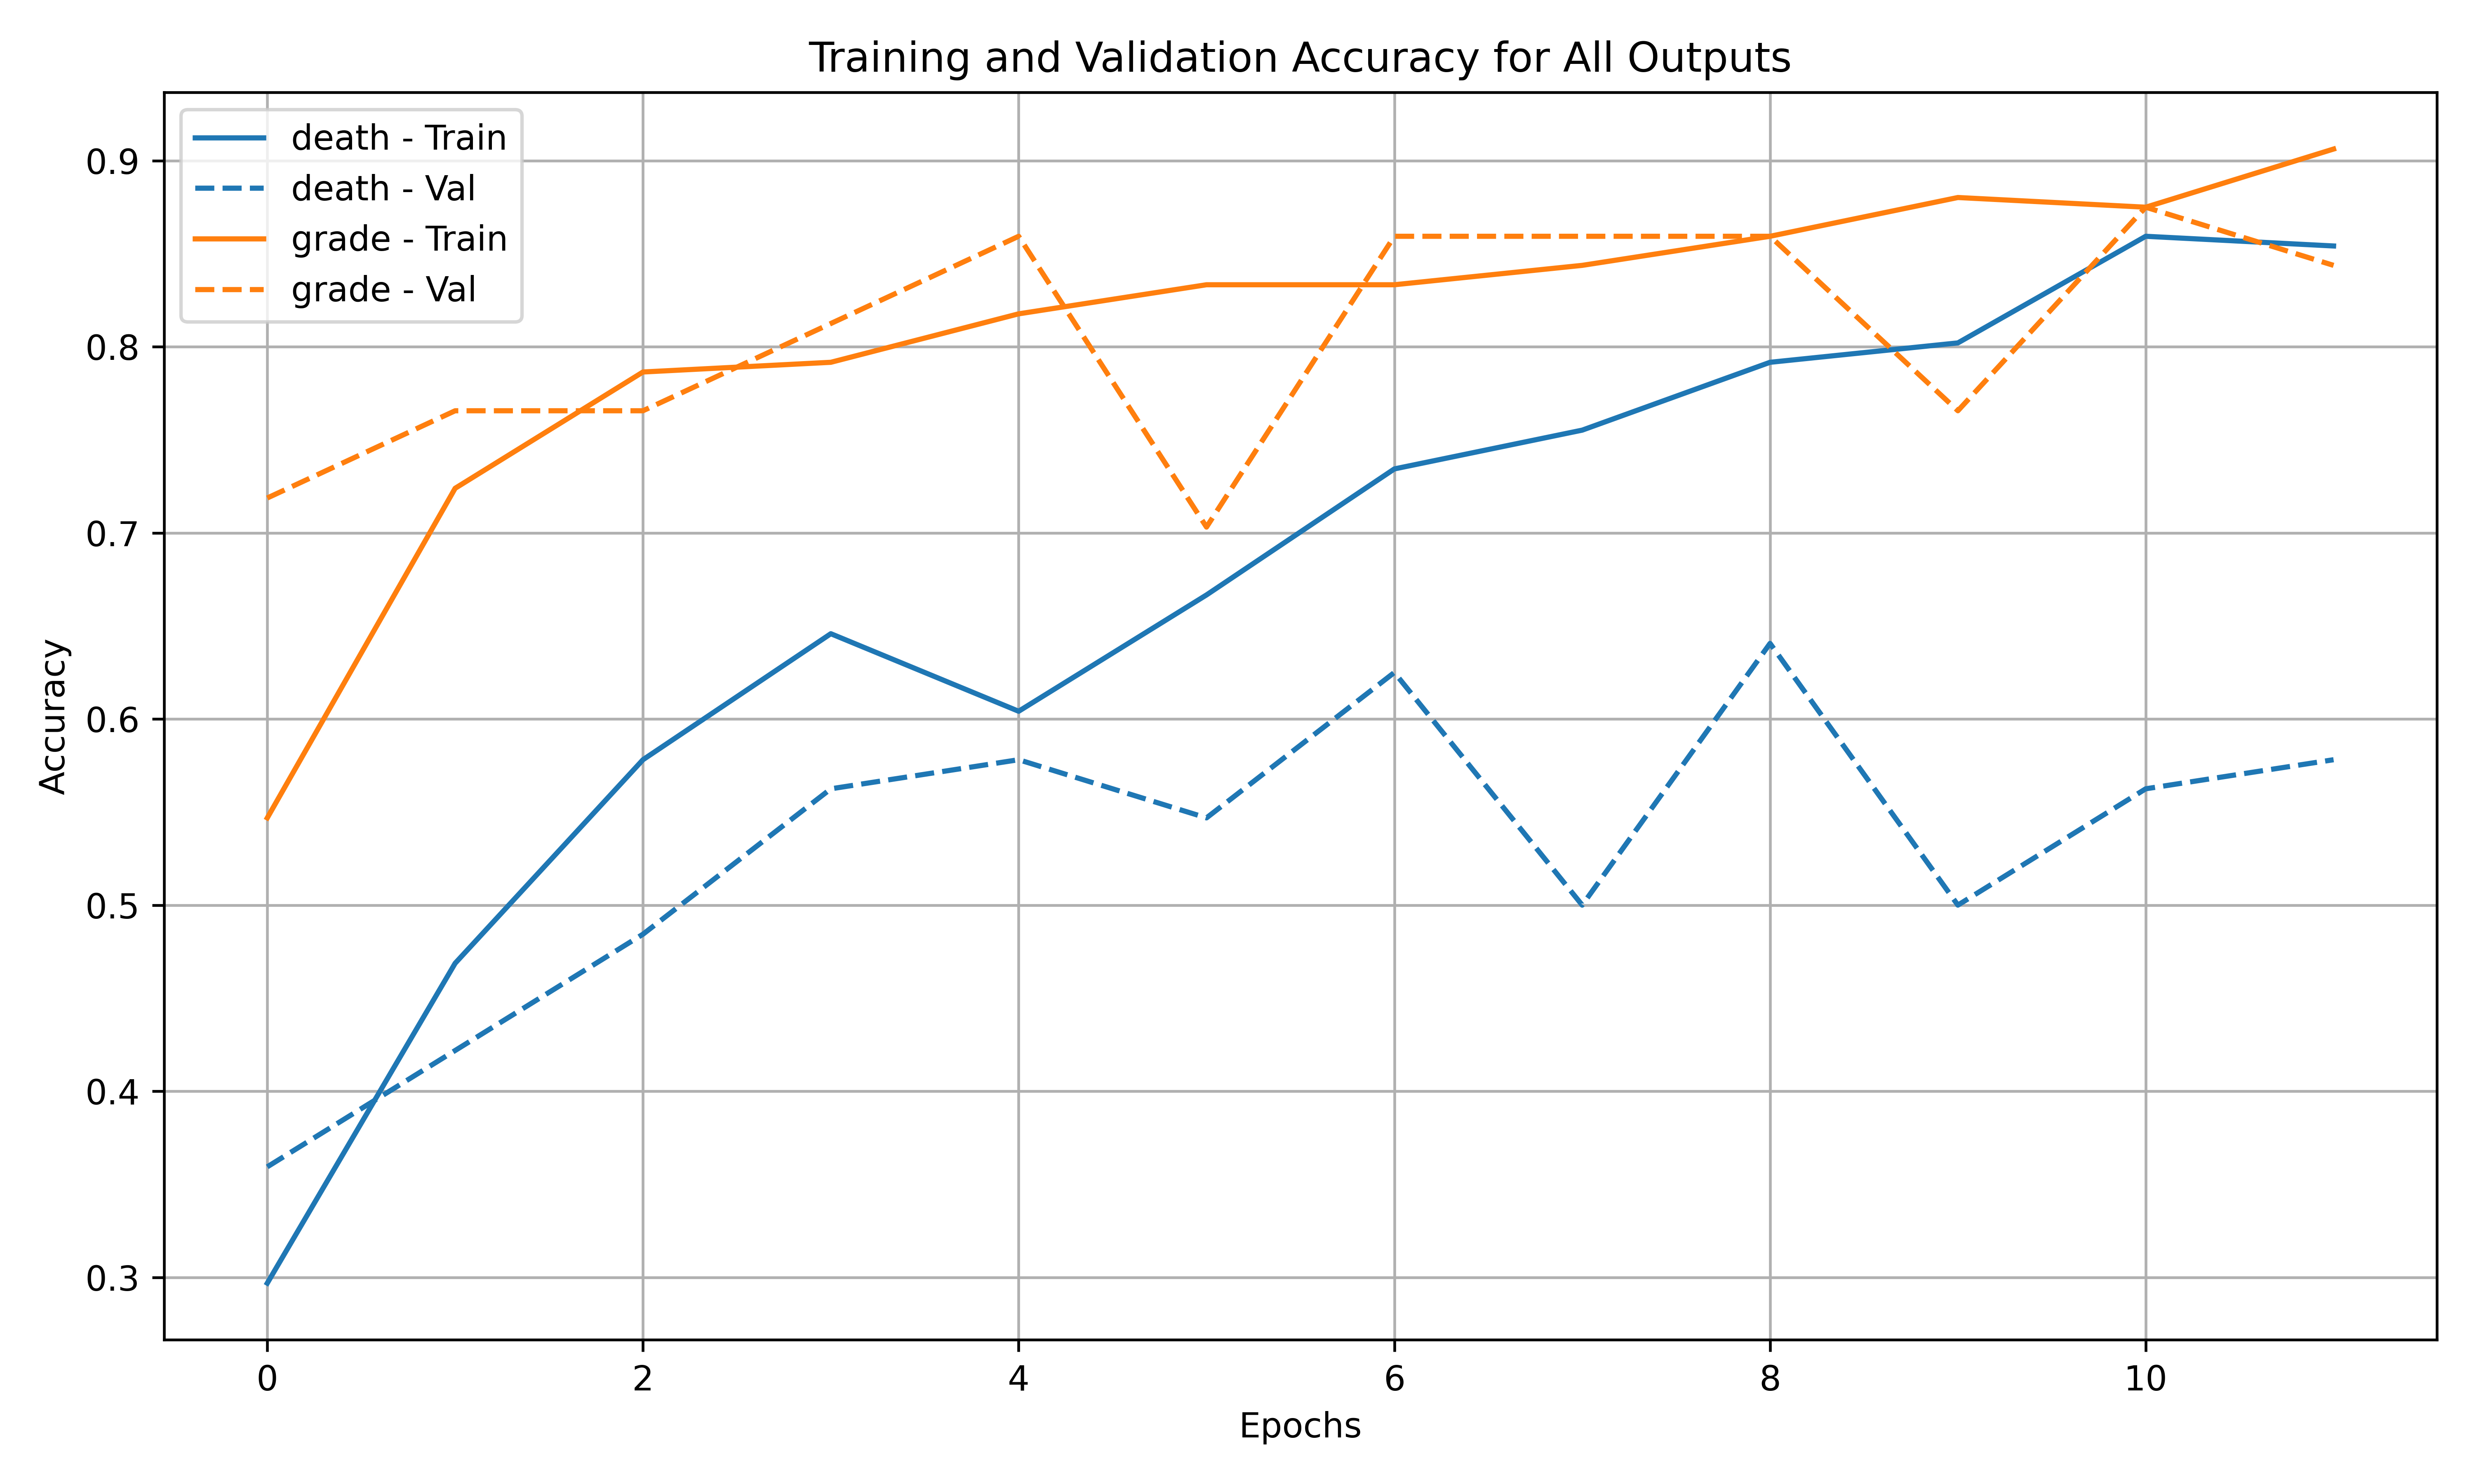 Training and Validation Accuracy for All Outputs
death - Train
death - Val
grade - Train
grade - Val
0.9
0.8
0.7
0.6
0.5
0.4
0.3
Accuracy
0 2 4 6 8 10
Epochs